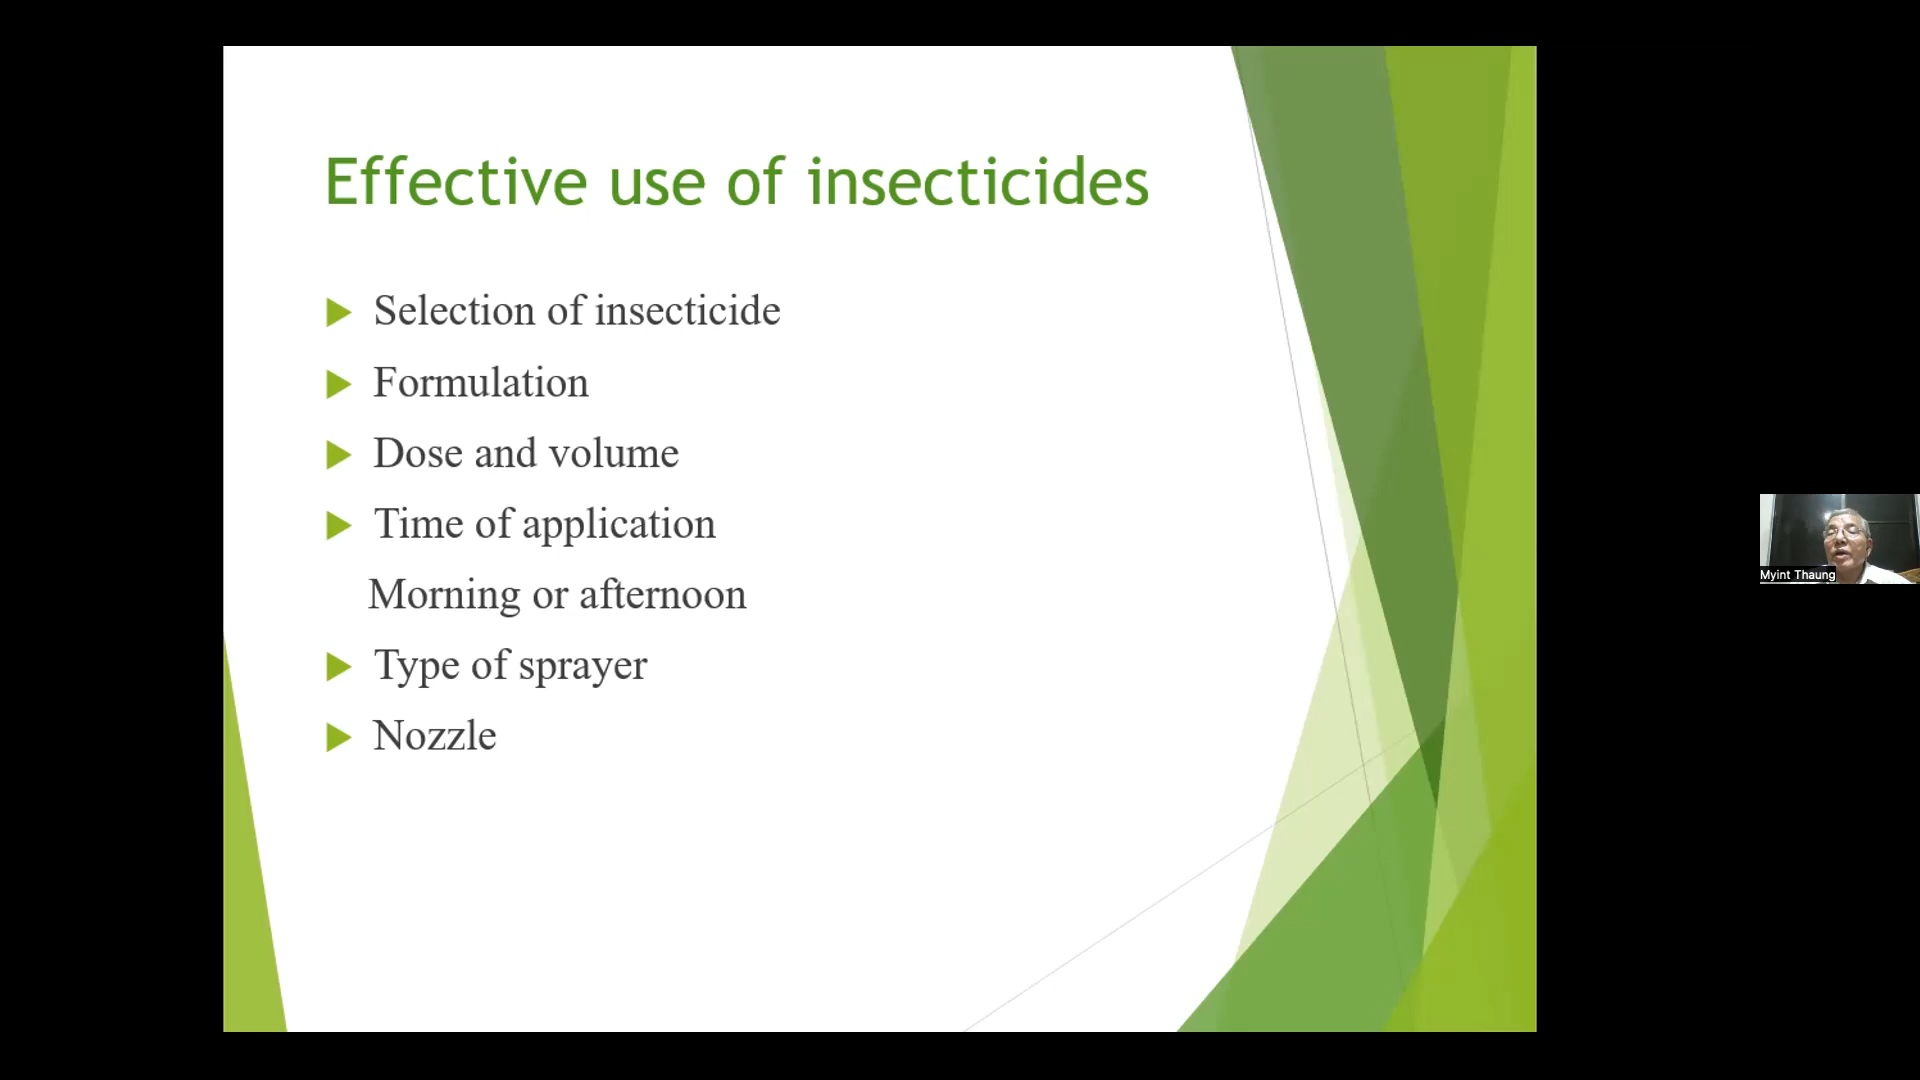 Effective use of insecticides
Selection of insecticide
Formulation
Dose and volume
Time of application
Morning or afternoon
Type of sprayer
Nozzle
Myint Thaung